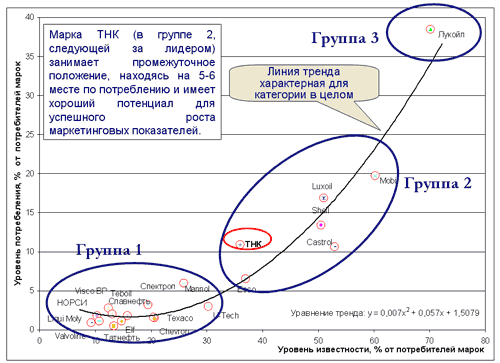 Марка ТНК (в группе 2,
следующей за лидером)
занимает промежуточное
положение, находясь на 5-6
месте по потреблению и имеет
хороший потенциал для
успешного роста
маркетинговых показателей.
Группа 3
Лукойл
Линия тренда
характерная для
категории в целом
Группа 2
Mobil
Luxoil
Shell
Castrol
ТНК
Esso
Группа 1
Спектрол
Mannol
Visco BP
Teboil
Славнефть
НОРСИ
U-Tech
Liqui Moly
Texaco
Elf
Chevron
Татнефть
Valvoline
Уравнение тренда: y = 0,007x² + 0,057x + 1,5079
Уровень потребления, % от потребителей марок
40
35
30
25
20
15
10
5
0
0 10 20 30 40 50 60 70 80
Уровень известности, % от потребителей марок